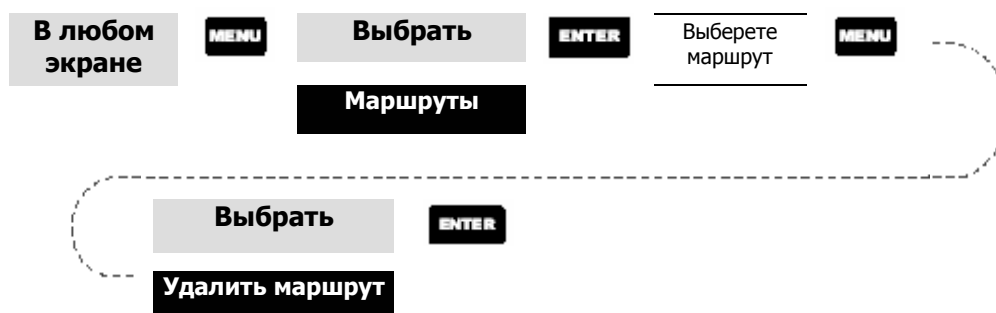 В любом
экране
MENU
Выбрать
Маршруты
ENTER
Выберете
маршрут
MENU
Выбрать
Удалить маршрут
ENTER